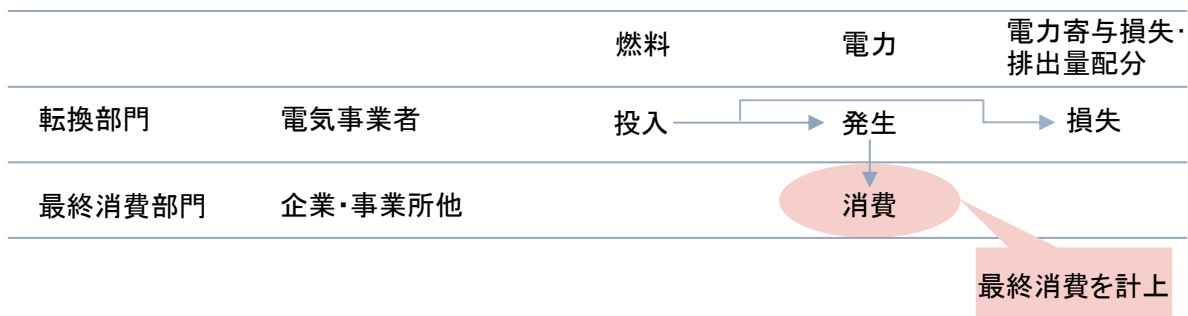 燃料 電力 電力寄与損失・
排出量配分
転換部門 電気事業者 投入 発生 損失
最終消費部門 企業・事業所他 消費
最終消費を計上